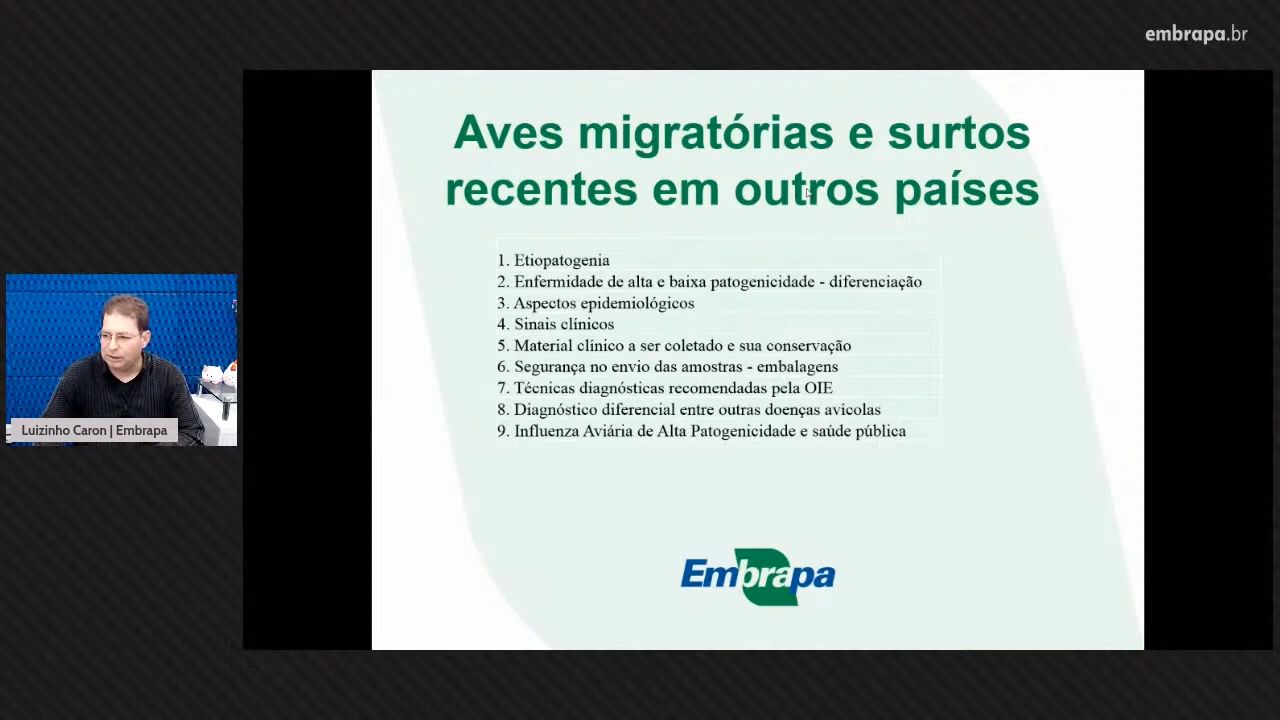 embrapa.br
Aves migratórias e surtos
recentes em outros países
1. Etiopatogenia
2. Enfermidade de alta e baixa patogenicidade - diferenciação
3. Aspectos epidemiológicos
4. Sinais clínicos
5. Material clínico a ser coletado e sua conservação
6. Segurança no envio das amostras - embalagens
7. Técnicas diagnósticas recomendadas pela OIE
8. Diagnóstico diferencial entre outras doenças avícolas
9. Influenza Aviária de Alta Patogenicidade e saúde pública
Luizinho Caron | Embrapa
Embrapa